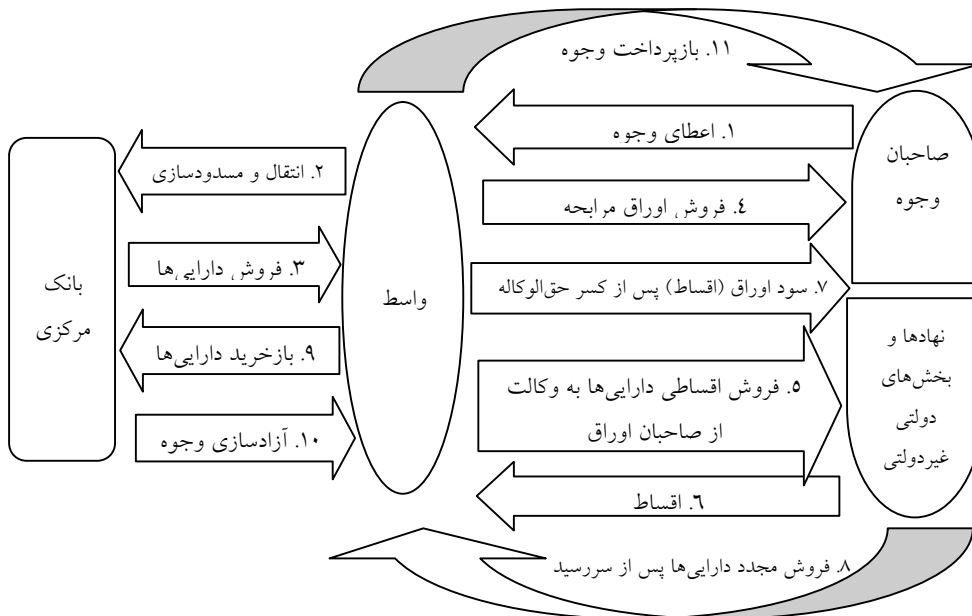 ۱۱. بازپرداخت وجوه
۱. اعطای وجوه
صاحبان
وجوه
۲. انتقال و مسدودسازی
۴. فروش اوراق مرابحه
۳. فروش دارایی‌ها
بانک
مرکزی
واسط
۷. سود اوراق (اقساط) پس از کسر حق‌الوکاله
نهادها و
بخش‌های
دولتی
غیردولتی
۹. بازخرید دارایی‌ها
۵. فروش اقساطی دارایی‌ها به وکالت
از صاحبان اوراق
۱۰. آزادسازی وجوه
۶. اقساط
۸. فروش مجدد دارایی‌ها پس از سررسید